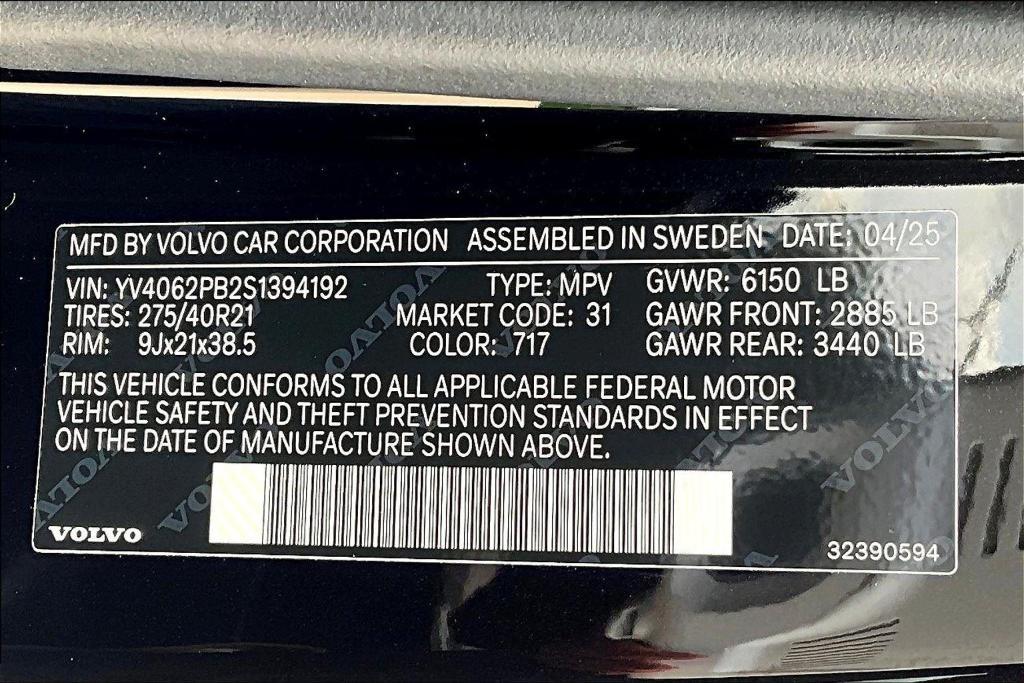 MFD BY VOLVO CAR CORPORATION ASSEMBLED IN SWEDEN DATE: 04/25
VIN: YV4062PB2S1394192 TYPE: MPV GVWR: 6150 LB
TIRES: 275/40R21 MARKET CODE: 31 GAWR FRONT: 2885 LB
RIM: 9Jx21x38.5 COLOR: 717 GAWR REAR: 3440 LB
THIS VEHICLE CONFORMS TO ALL APPLICABLE FEDERAL MOTOR
VEHICLE SAFETY AND THEFT PREVENTION STANDARDS IN EFFECT
ON THE DATE OF MANUFACTURE SHOWN ABOVE.
VOLVO
32390594